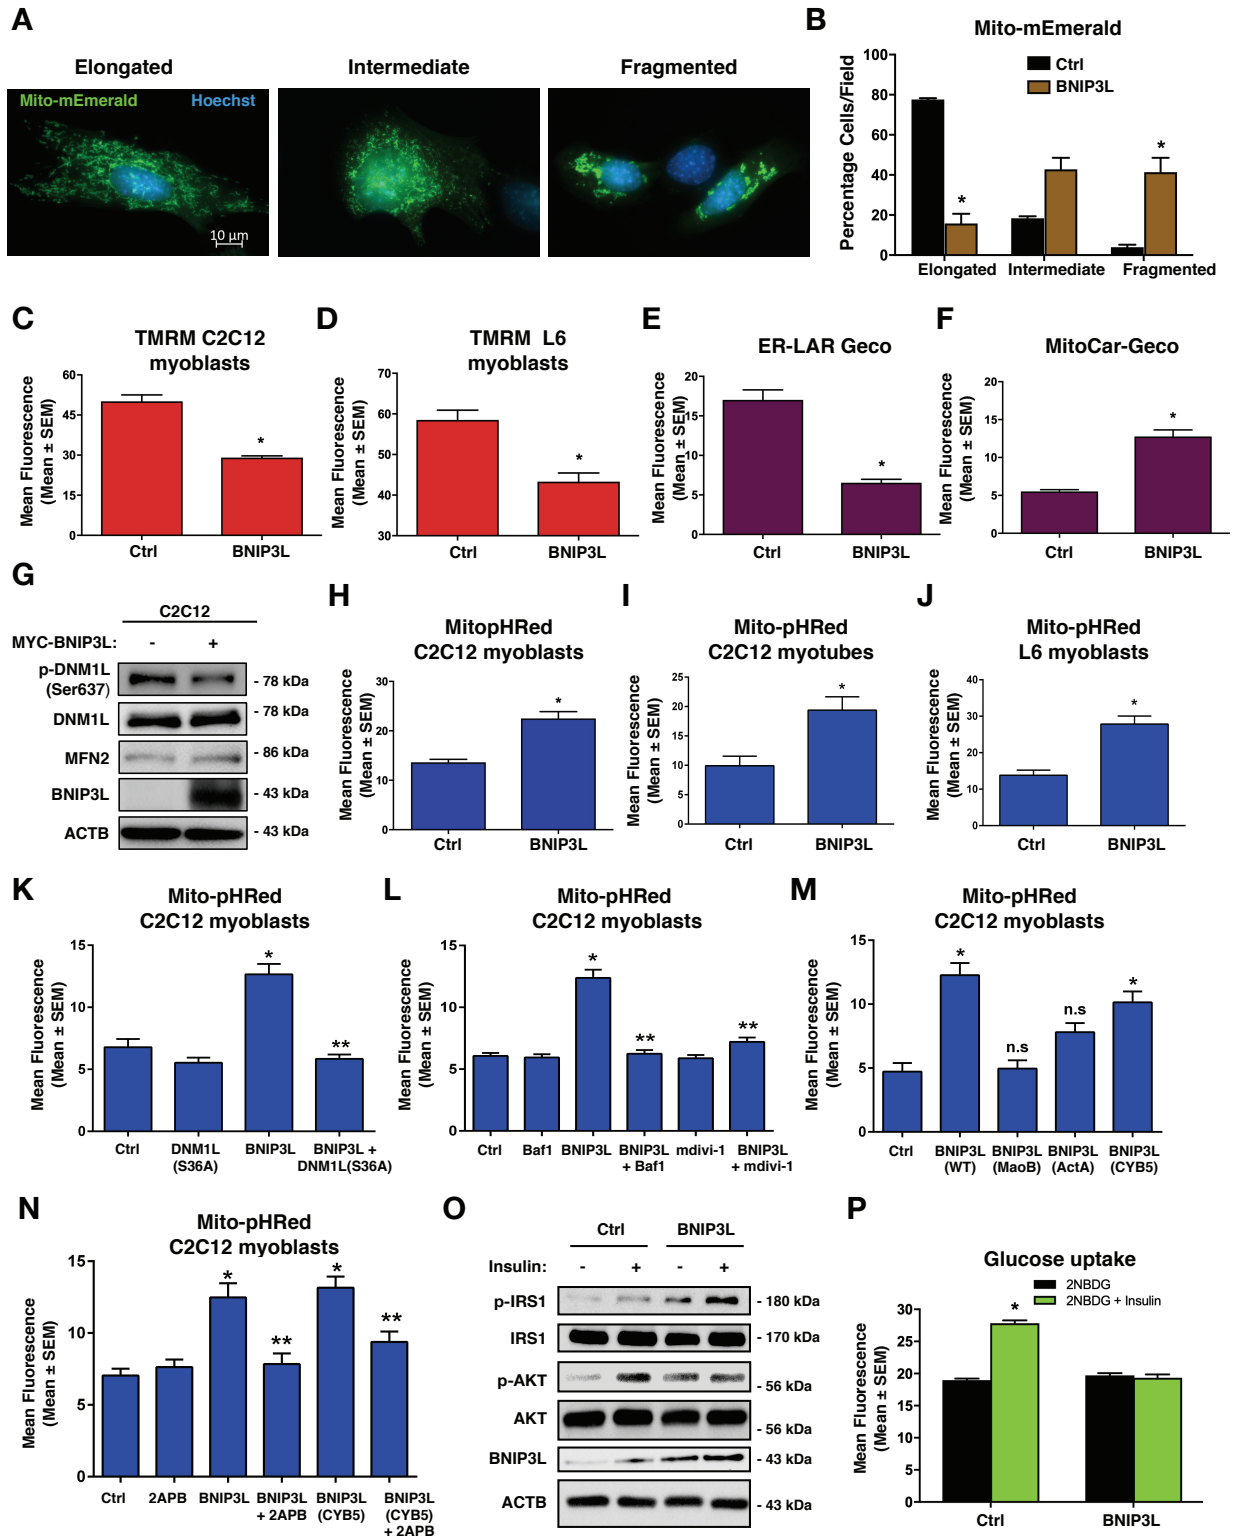 A
Elongated
Intermediate
Fragmented
Mito-mEmerald
Hoechst
10 µm
B
Mito-mEmerald
Ctrl
BNIP3L
Percentage Cells/Field
100
80
60
40
20
0
*
*
Elongated
Intermediate
Fragmented
C
TMRM C2C12
myoblasts
Mean Fluorescence
(Mean ± SEM)
60
45
30
15
0
*
Ctrl
BNIP3L
D
TMRM L6
myoblasts
Mean Fluorescence
(Mean ± SEM)
70
60
50
40
30
*
Ctrl
BNIP3L
E
ER-LAR Geco
Mean Fluorescence
(Mean ± SEM)
20
15
10
5
0
*
Ctrl
BNIP3L
F
MitoCar-Geco
Mean Fluorescence
(Mean ± SEM)
20
15
10
5
0
*
Ctrl
BNIP3L
G
C2C12
MYC-BNIP3L: - +
p-DNM1L
(Ser637)
- 78 kDa
DNM1L
- 78 kDa
MFN2
- 86 kDa
BNIP3L
- 43 kDa
ACTB
- 43 kDa
H
MitopHRed
C2C12 myoblasts
Mean Fluorescence
(Mean ± SEM)
30
20
10
0
*
Ctrl
BNIP3L
I
Mito-pHRed
C2C12 myotubes
Mean Fluorescence
(Mean ± SEM)
25
20
15
10
5
0
*
Ctrl
BNIP3L
J
Mito-pHRed
L6 myoblasts
Mean Fluorescence
(Mean ± SEM)
40
30
20
10
0
*
Ctrl
BNIP3L
K
Mito-pHRed
C2C12 myoblasts
Mean Fluorescence
(Mean ± SEM)
15
10
5
0
*
**
Ctrl
DNM1L
(S36A)
BNIP3L
BNIP3L +
DNM1L(S36A)
L
Mito-pHRed
C2C12 myoblasts
Mean Fluorescence
(Mean ± SEM)
15
10
5
0
*
**
**
Ctrl
Baf1
BNIP3L
BNIP3L
+ Baf1
mdivi-1
BNIP3L
+ mdivi-1
M
Mito-pHRed
C2C12 myoblasts
Mean Fluorescence
(Mean ± SEM)
15
10
5
0
*
n.s
n.s
*
Ctrl
BNIP3L
(WT)
BNIP3L
(MaoB)
BNIP3L
(ActA)
BNIP3L
(CYB5)
N
Mito-pHRed
C2C12 myoblasts
Mean Fluorescence
(Mean ± SEM)
15
10
5
0
*
**
*
**
Ctrl
2APB
BNIP3L
BNIP3L
+ 2APB
BNIP3L
(CYB5)
BNIP3L
(CYB5)
+ 2APB
O
Ctrl
BNIP3L
Insulin: - + - +
p-IRS1
- 180 kDa
IRS1
- 170 kDa
p-AKT
- 56 kDa
AKT
- 56 kDa
BNIP3L
- 43 kDa
ACTB
- 43 kDa
P
Glucose uptake
2NBDG
2NBDG + Insulin
Mean Fluorescence
(Mean ± SEM)
30
25
20
15
10
5
0
*
Ctrl
BNIP3L